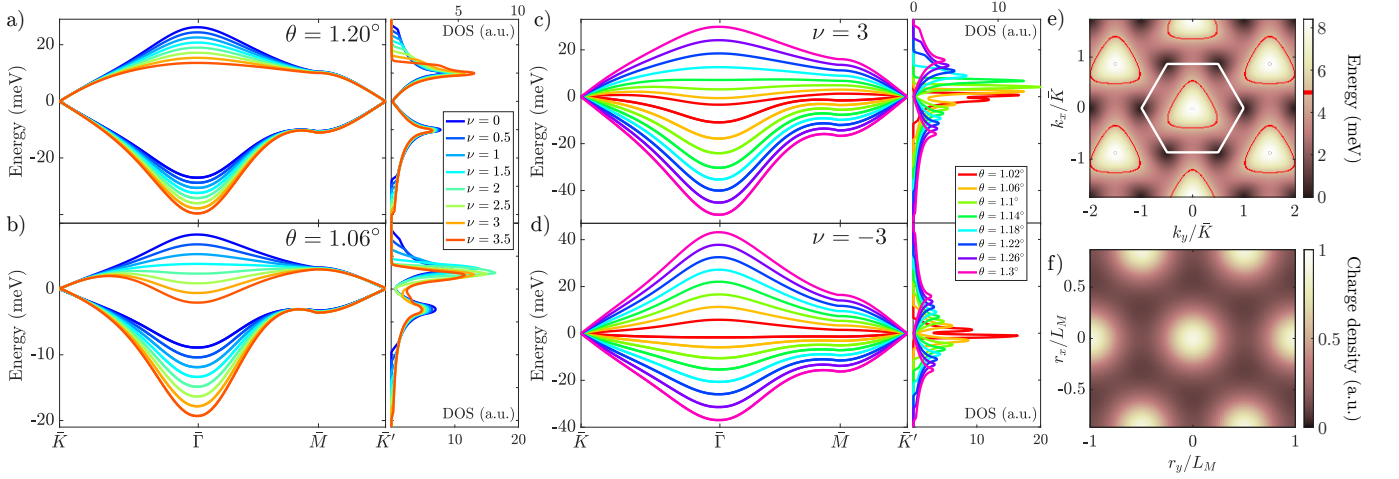 a)
θ = 1.20°
Energy (meV)
20
0
-20
5
10
DOS (a.u.)
ν = 0
ν = 0.5
ν = 1
ν = 1.5
ν = 2
ν = 2.5
ν = 3
ν = 3.5
b)
θ = 1.06°
Energy (meV)
0
-10
-20
K̄
Γ̄
M̄
K̄′
DOS (a.u.)
10
20
c)
ν = 3
Energy (meV)
20
0
-20
-40
0
10
20
DOS (a.u.)
θ = 1.02°
θ = 1.06°
θ = 1.1°
θ = 1.14°
θ = 1.18°
θ = 1.22°
θ = 1.26°
θ = 1.3°
d)
ν = −3
Energy (meV)
40
20
0
-20
-40
K̄
Γ̄
M̄
K̄′
DOS (a.u.)
0
10
20
e)
k_x/K̄
1
0
-1
-2
-1
0
1
2
k_y/K̄
8
6
4
2
0
Energy (meV)
f)
r_x/L_M
0.5
0
-0.5
-1
0
1
r_y/L_M
1
0.5
0
Charge density (a.u.)